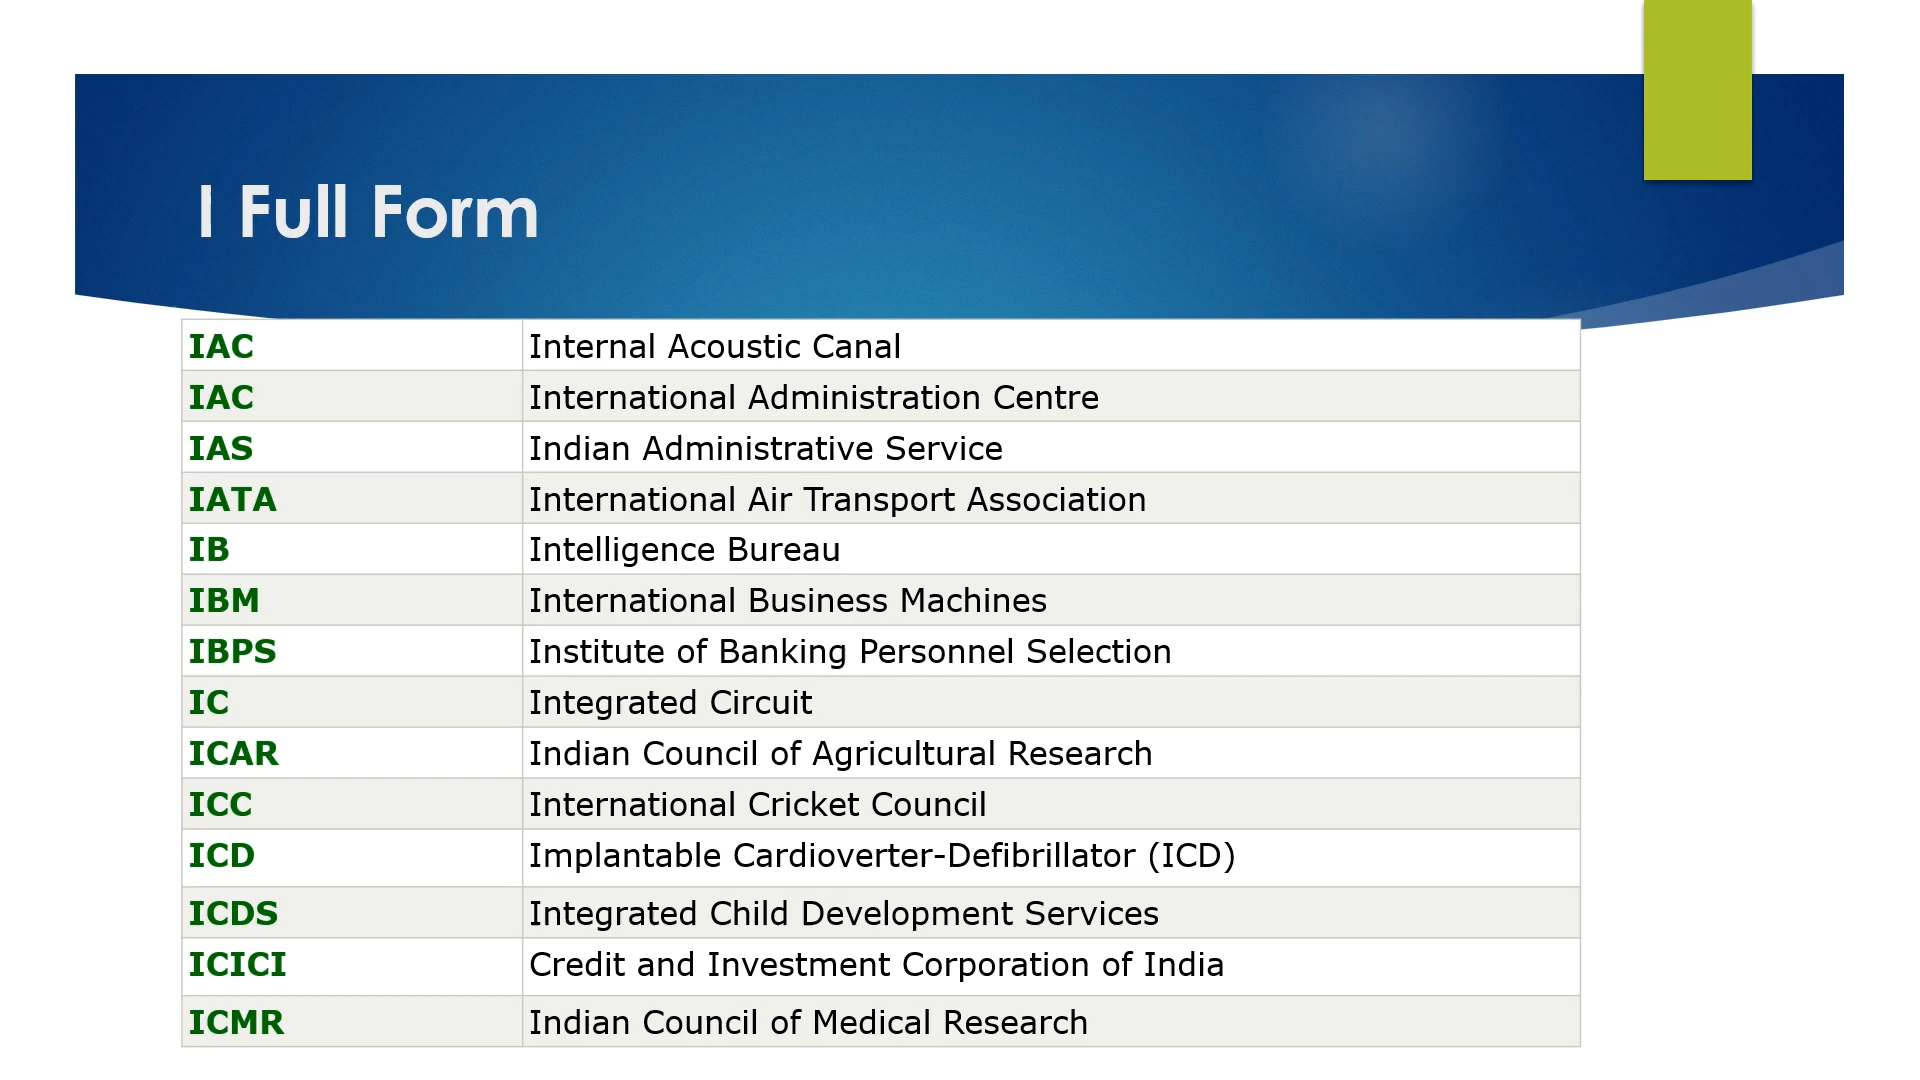 I Full Form
IAC Internal Acoustic Canal
IAC International Administration Centre
IAS Indian Administrative Service
IATA International Air Transport Association
IB Intelligence Bureau
IBM International Business Machines
IBPS Institute of Banking Personnel Selection
IC Integrated Circuit
ICAR Indian Council of Agricultural Research
ICC International Cricket Council
ICD Implantable Cardioverter-Defibrillator (ICD)
ICDS Integrated Child Development Services
ICICI Credit and Investment Corporation of India
ICMR Indian Council of Medical Research